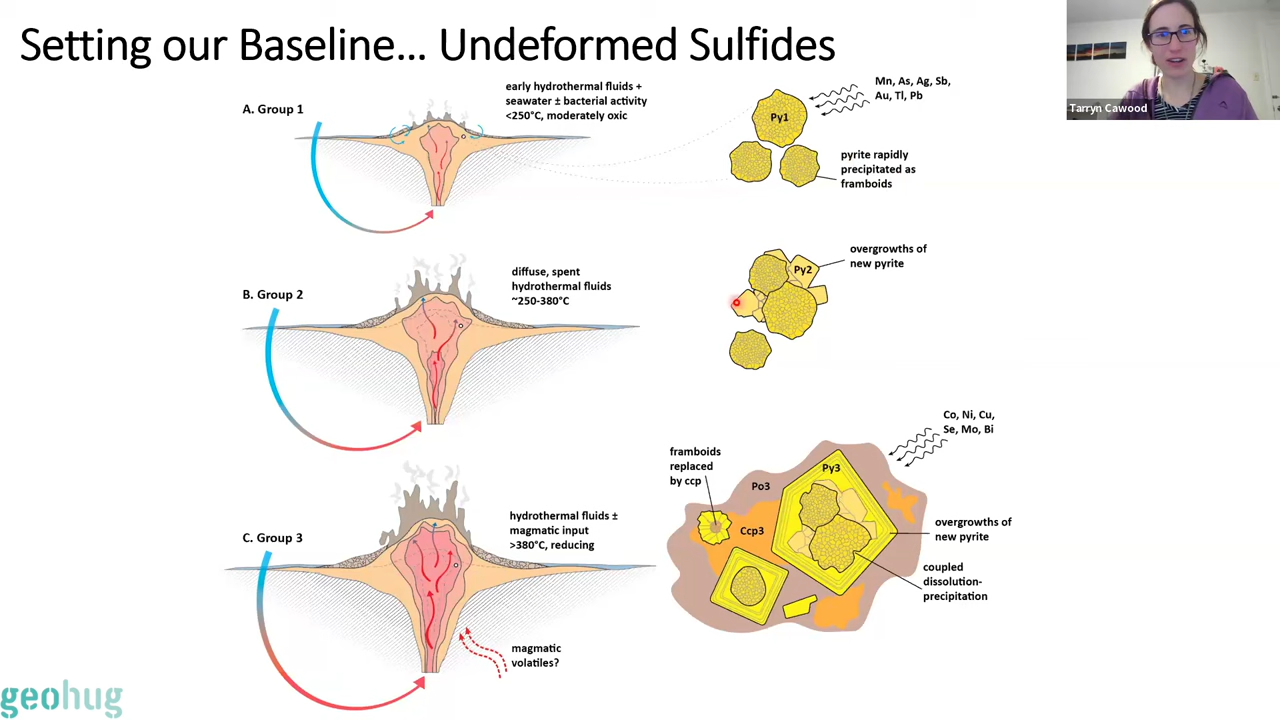 Setting our Baseline... Undeformed Sulfides
Tarryn Cawood
A. Group 1
early hydrothermal fluids +
seawater ± bacterial activity
<250°C, moderately oxic
Py1
Mn, As, Ag, Sb,
Au, Tl, Pb
pyrite rapidly
precipitated as
framboids
B. Group 2
diffuse, spent
hydrothermal fluids
~250-380°C
Py2
overgrowths of
new pyrite
C. Group 3
hydrothermal fluids ±
magmatic input
>380°C, reducing
magmatic
volatiles?
framboids
replaced
by ccp
Po3
Ccp3
Py3
Co, Ni, Cu,
Se, Mo, Bi
overgrowths of
new pyrite
coupled
dissolution-
precipitation
geohug